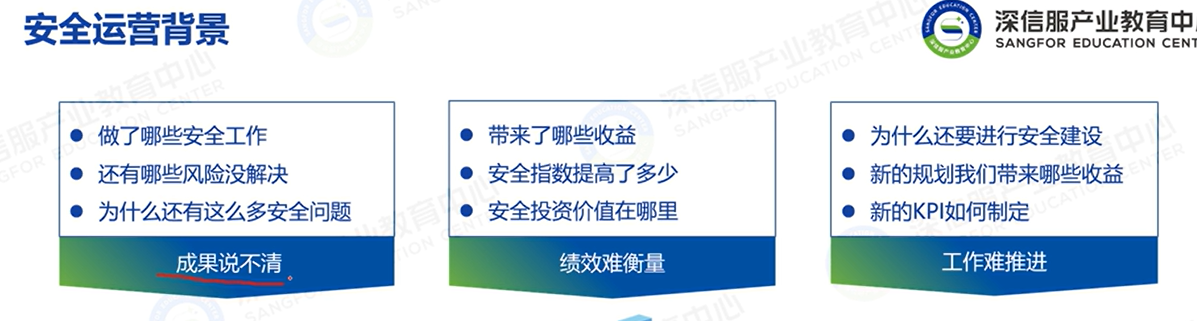 安全运营背景
深信服产业教育中
SANGFOR EDUCATION CENT
做了哪些安全工作
还有哪些风险没解决
为什么还有这么多安全问题
成果说不清
带来了哪些收益
安全指数提高了多少
安全投资价值在哪里
绩效难衡量
为什么还要进行安全建设
新的规划我们带来哪些收益
新的KPI如何制定
工作难推进